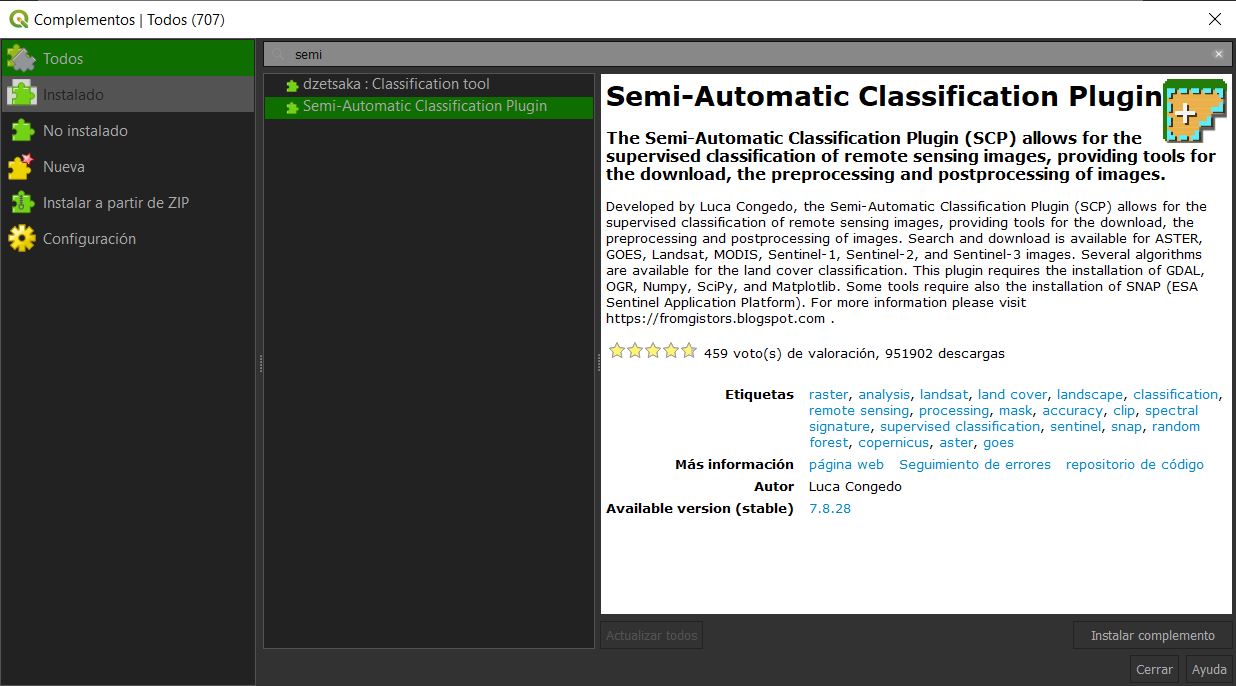 Complementos | Todos (707)
Todos
Instalado
No instalado
Nueva
Instalar a partir de ZIP
Configuración
semi
dzetsaka : Classification tool
Semi-Automatic Classification Plugin
Semi-Automatic Classification Plugin
The Semi-Automatic Classification Plugin (SCP) allows for the
supervised classification of remote sensing images, providing tools for
the download, the preprocessing and postprocessing of images.
Developed by Luca Congedo, the Semi-Automatic Classification Plugin (SCP) allows for the
supervised classification of remote sensing images, providing tools for the download, the
preprocessing and postprocessing of images. Search and download is available for ASTER,
GOES, Landsat, MODIS, Sentinel-1, Sentinel-2, and Sentinel-3 images. Several algorithms
are available for the land cover classification. This plugin requires the installation of GDAL,
OGR, Numpy, SciPy, and Matplotlib. Some tools require also the installation of SNAP (ESA
Sentinel Application Platform). For more information please visit
https://fromgistors.blogspot.com .
459 voto(s) de valoración, 951902 descargas
Etiquetas raster, analysis, landsat, land cover, landscape, classification,
remote sensing, processing, mask, accuracy, clip, spectral
signature, supervised classification, sentinel, snap, random
forest, copernicus, aster, goes
Más información página web Seguimiento de errores repositorio de código
Autor Luca Congedo
Available version (stable) 7.8.28
Actualizar todos
Instalar complemento
Cerrar
Ayuda